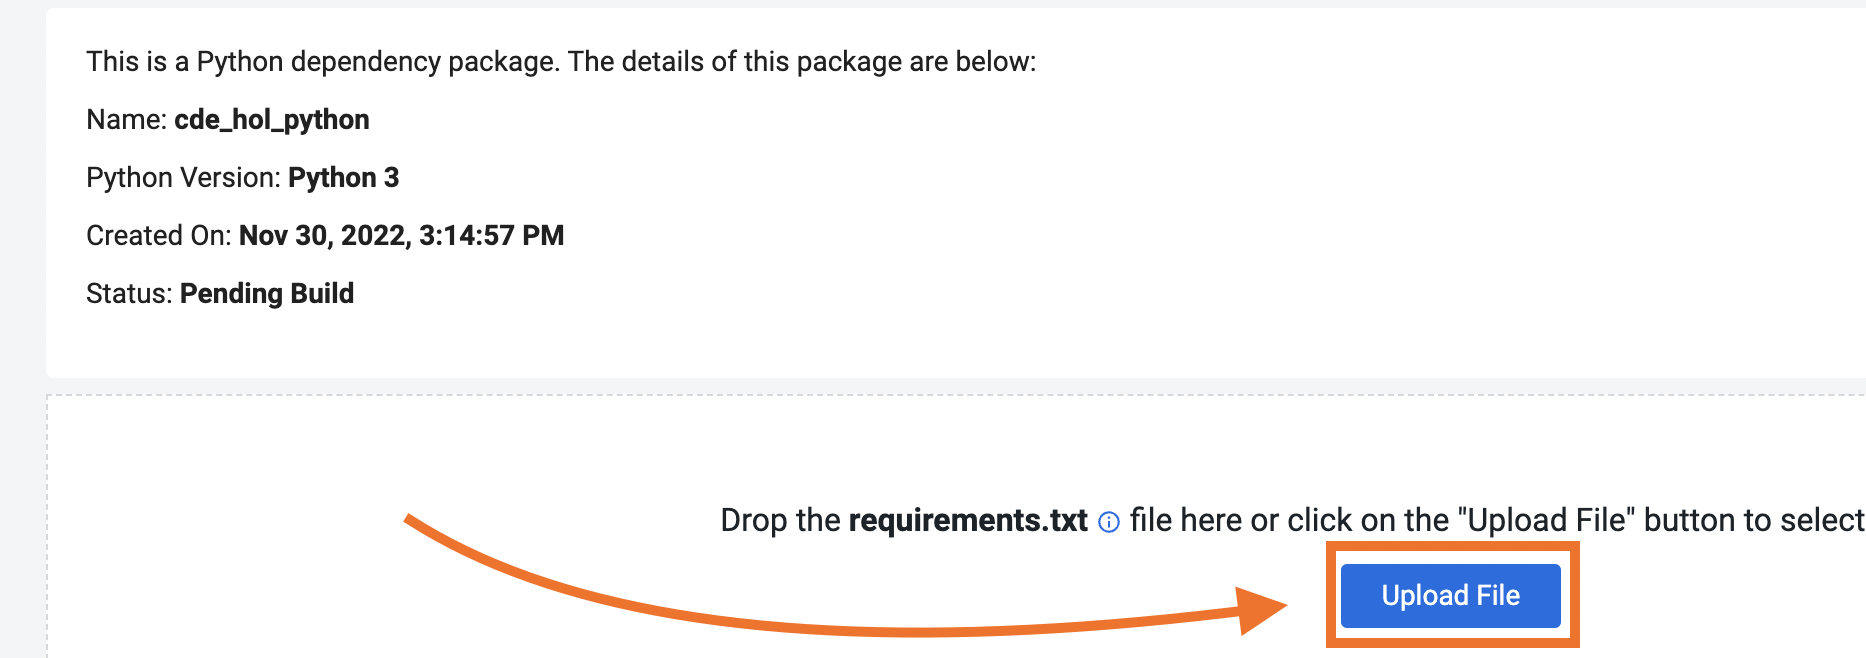 This is a Python dependency package. The details of this package are below:
Name: cde_hol_python
Python Version: Python 3
Created On: Nov 30, 2022, 3:14:57 PM
Status: Pending Build
Drop the requirements.txt file here or click on the "Upload File" button to select
Upload File